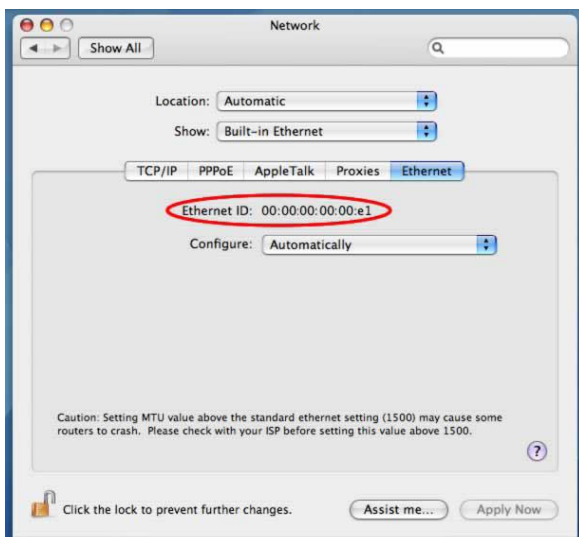 Network
Show All
Location: Automatic
Show: Built-in Ethernet
TCP/IP PPPoE AppleTalk Proxies Ethernet
Ethernet ID: 00:00:00:00:00:e1
Configure: Automatically
Caution: Setting MTU value above the standard ethernet setting (1500) may cause some
routers to crash. Please check with your ISP before setting this value above 1500.
?
Click the lock to prevent further changes. Assist me... Apply Now